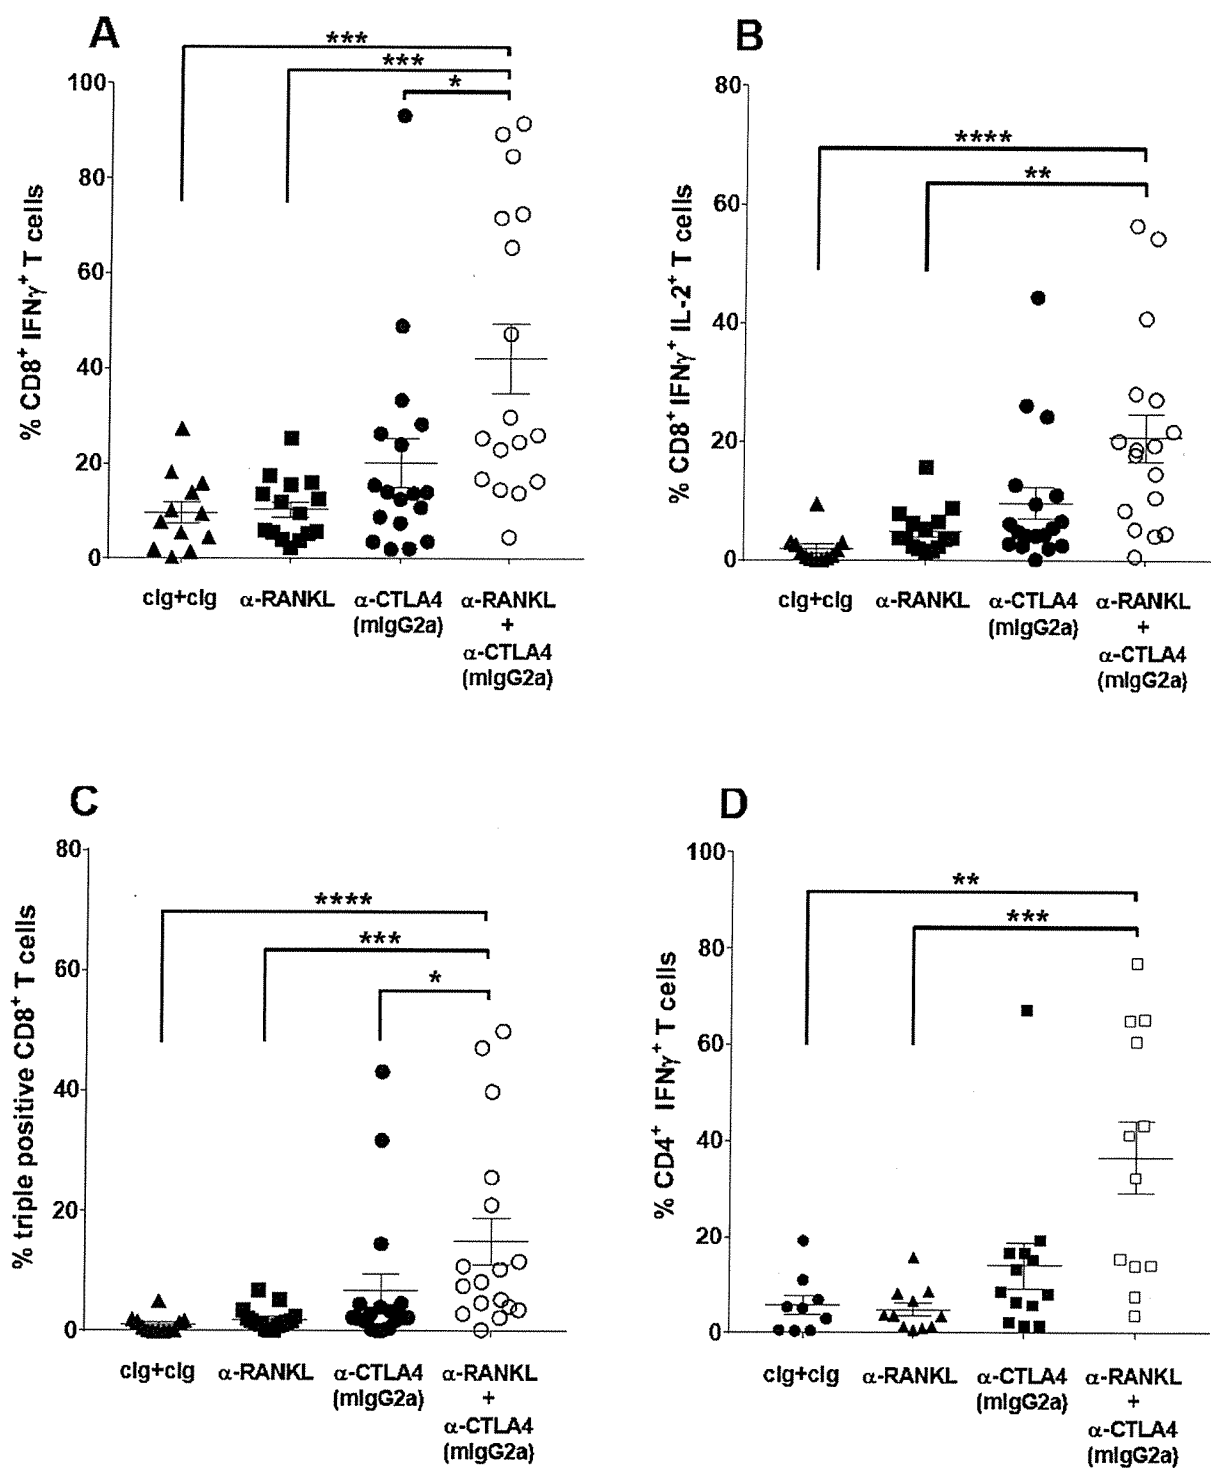 A
***
***
*
100
80
60
40
20
0
% CD8+ IFNγ+ T cells
cIg+cIg α-RANKL α-CTLA4 α-RANKL
(mIgG2a) +
α-CTLA4
(mIgG2a)
B
****
**
80
60
40
20
0
% CD8+ IFNγ+ IL-2+ T cells
cIg+cIg α-RANKL α-CTLA4 α-RANKL
(mIgG2a) +
α-CTLA4
(mIgG2a)
C
****
***
*
80
60
40
20
0
% triple positive CD8+ T cells
cIg+cIg α-RANKL α-CTLA4 α-RANKL
(mIgG2a) +
α-CTLA4
(mIgG2a)
D
**
***
100
80
60
40
20
0
% CD4+ IFNγ+ T cells
cIg+cIg α-RANKL α-CTLA4 α-RANKL
(mIgG2a) +
α-CTLA4
(mIgG2a)